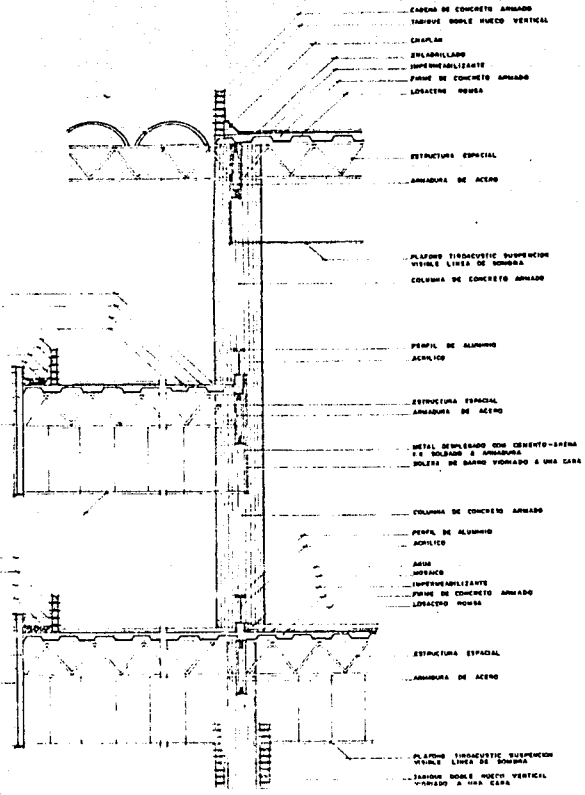 CADENA DE CONCRETO ARMADO
TABIQUE DOBLE HUECO VERTICAL
CHAFLAN
ENLADRILLADO
IMPERMEABILIZANTE
FIRME DE CONCRETO ARMADO
LOSACERO ROMSA
ESTRUCTURA ESPACIAL
ARMADURA DE ACERO
PLAFOND TIROACUSTIC SUSPENCION
VISIBLE LINEA DE SOMBRA
COLUMNA DE CONCRETO ARMADO
PERFIL DE ALUMINIO
ACRILICO
ESTRUCTURA ESPACIAL
ARMADURA DE ACERO
METAL DESPLEGADO CON CEMENTO-ARENA
SOLDADO A ARMADURA
SOLERA DE BARRO VIDRIADO A UNA CARA
COLUMNA DE CONCRETO ARMADO
PERFIL DE ALUMINIO
ACRILICO
AGUA
MOSAICO
IMPERMEABILIZANTE
FIRME DE CONCRETO ARMADO
LOSACERO ROMSA
ESTRUCTURA ESPACIAL
ARMADURA DE ACERO
PLAFOND TIROACUSTIC SUSPENCION
VISIBLE LINEA DE SOMBRA
TABIQUE DOBLE HUECO VERTICAL
VIDRIADO A UNA CARA